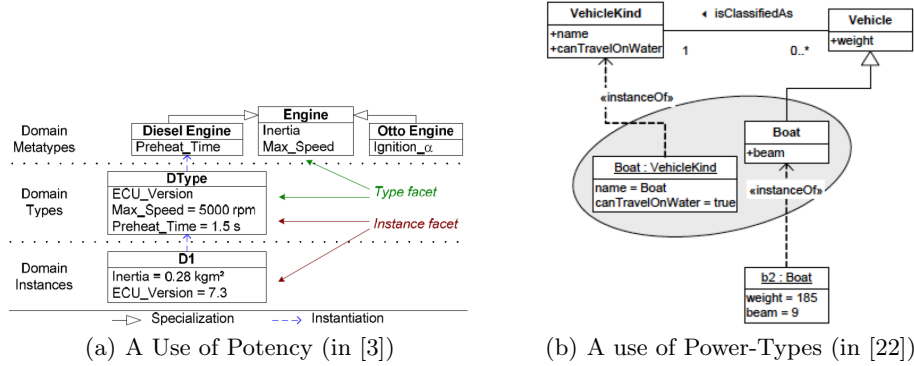 Domain
Metatypes
Engine
Inertia
Max_Speed
Diesel Engine
Preheat_Time
Otto Engine
Ignition_α
Domain
Types
DType
ECU_Version
Max_Speed = 5000 rpm
Preheat_Time = 1.5 s
Type facet
Instance facet
Domain
Instances
D1
Inertia = 0.28 kgm²
ECU_Version = 7.3
Specialization
Instantiation
(a) A Use of Potency (in [3])
VehicleKind
+name
+canTravelOnWater
isClassifiedAs
1
0..*
Vehicle
+weight
«instanceOf»
Boat : VehicleKind
name = Boat
canTravelOnWater = true
Boat
+beam
«instanceOf»
b2 : Boat
weight = 185
beam = 9
(b) A use of Power-Types (in [22])